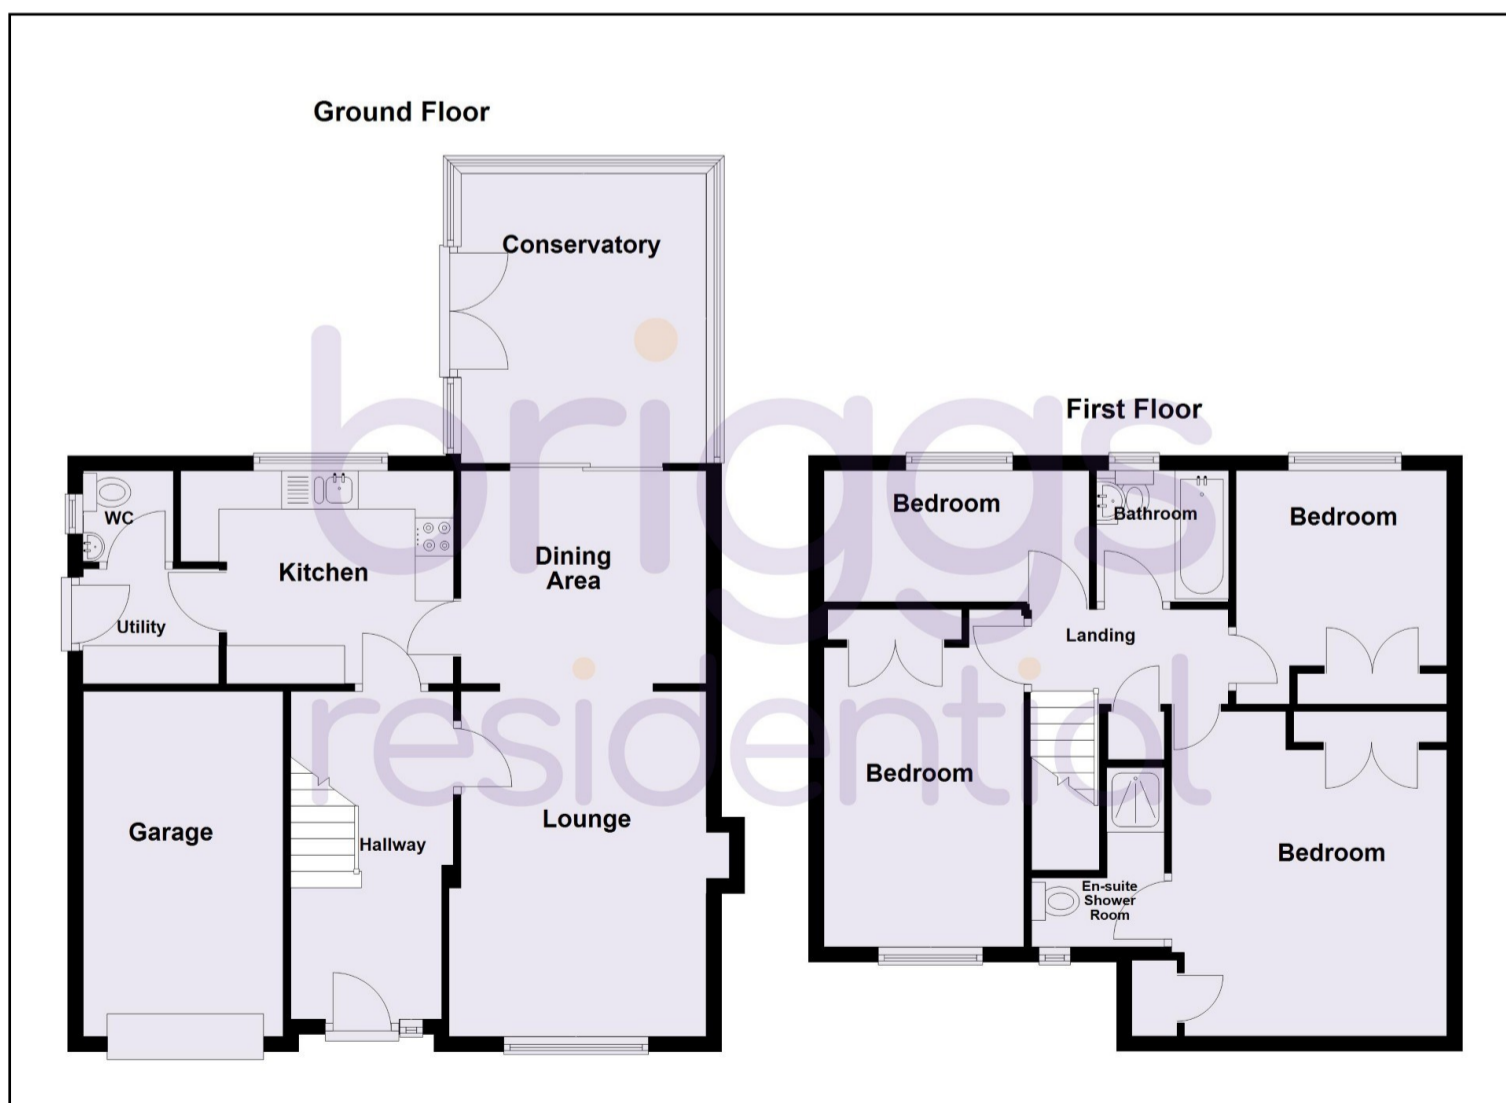 Ground Floor
Conservatory
briggs
residential
First Floor
WC
Kitchen
Dining
Area
Utility
Garage
Hallway
Lounge
Bedroom
Bathroom
Bedroom
Landing
Bedroom
Bedroom
En-suite
Shower
Room